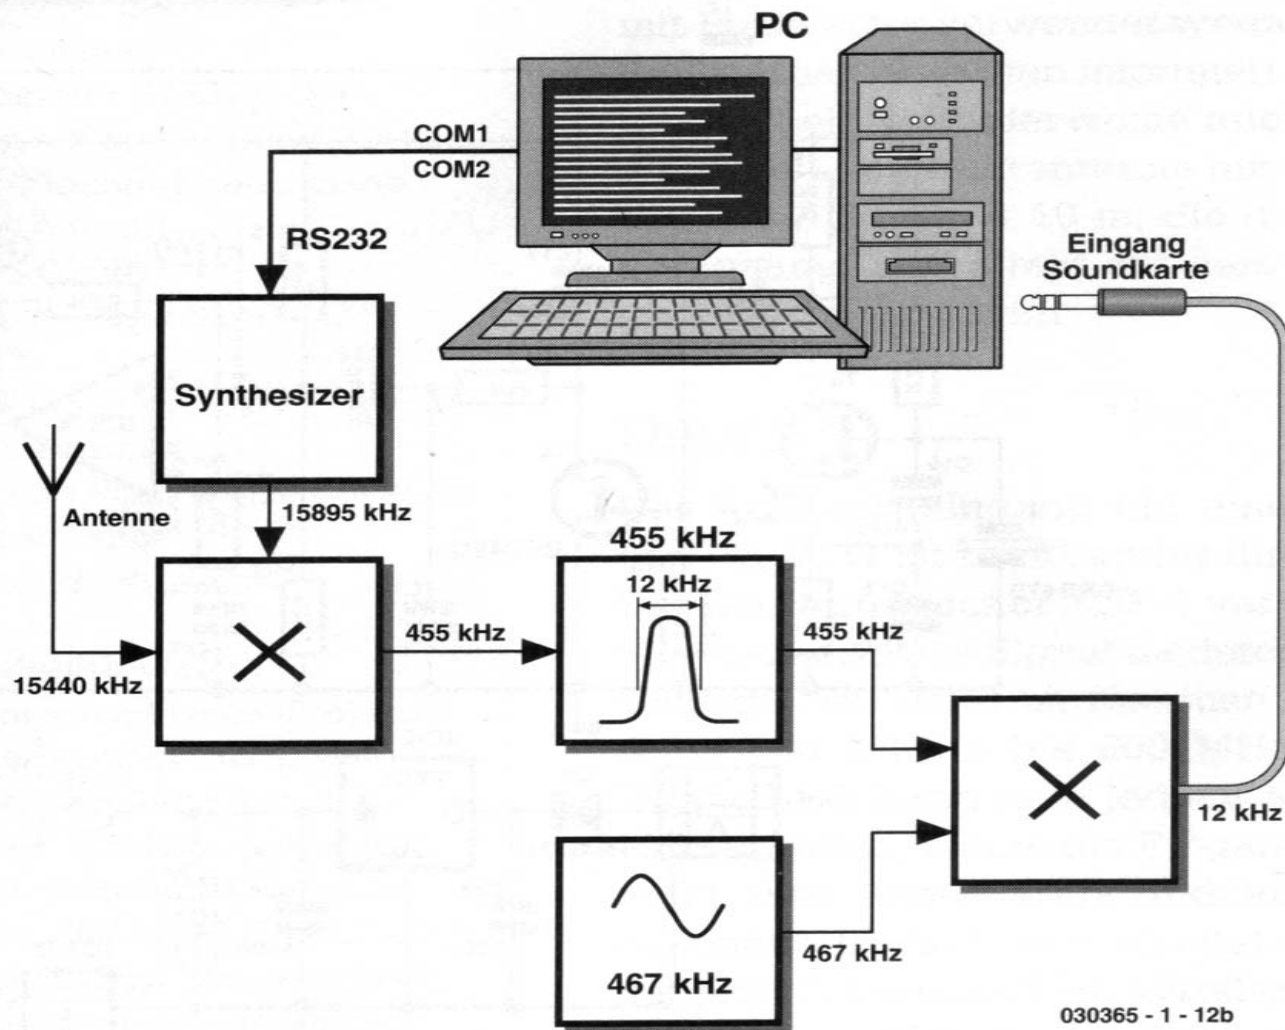 PC
COM1
COM2
RS232
Eingang
Soundkarte
Synthesizer
Antenne
15895 kHz
455 kHz
12 kHz
15440 kHz
455 kHz
455 kHz
12 kHz
467 kHz
467 kHz
030365 - 1 - 12b